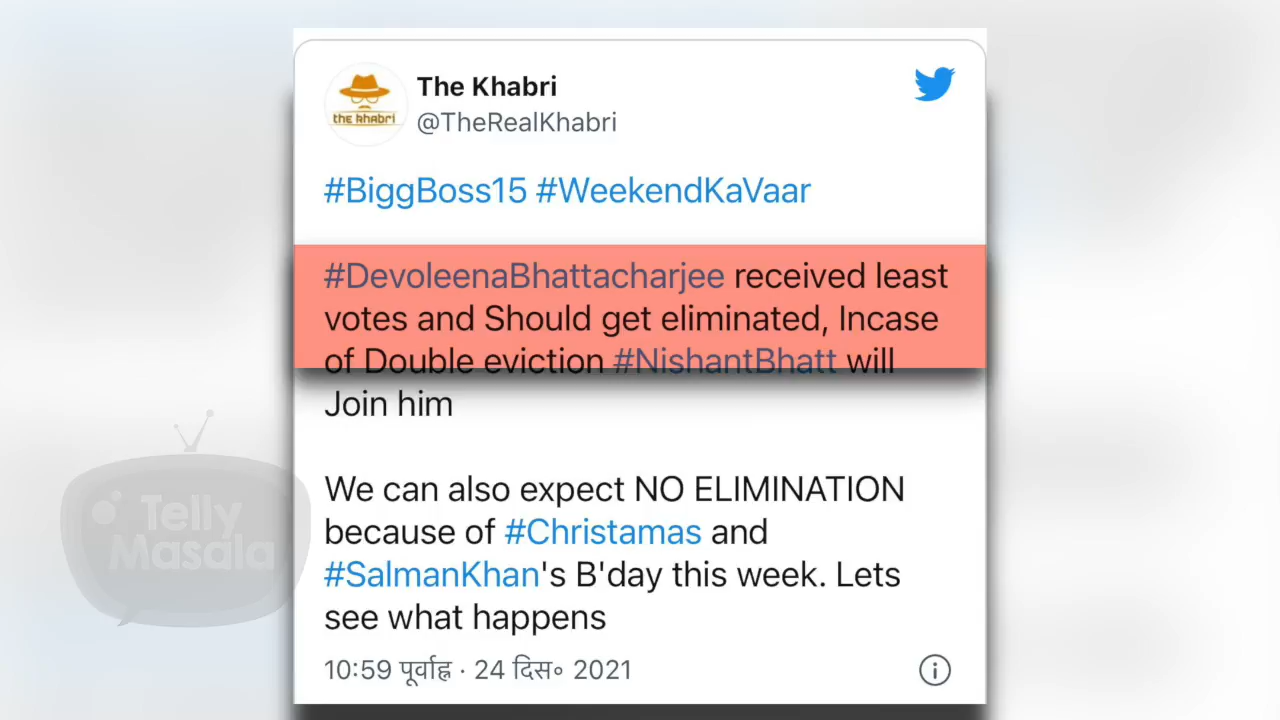 The Khabri
@TheRealKhabri
the khabri
#BiggBoss15 #WeekendKaVaar
#DevoleenaBhattacharjee received least
votes and Should get eliminated, Incase
of Double eviction #NishantBhatt will
Join him
We can also expect NO ELIMINATION
because of #Christamas and
#SalmanKhan's B'day this week. Lets
see what happens
10:59 पूर्वाह्न · 24 दिस॰ 2021
Telly
Masala